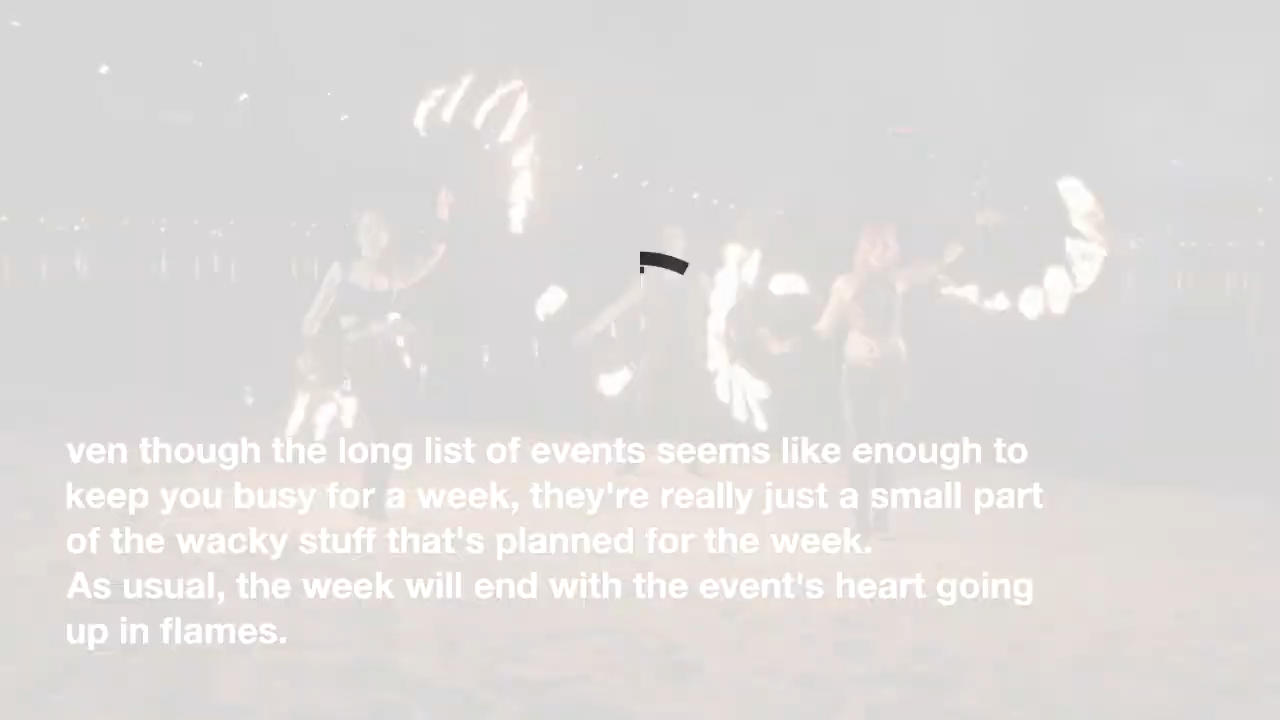 ven though the long list of events seems like enough to
keep you busy for a week, they're really just a small part
of the wacky stuff that's planned for the week.
As usual, the week will end with the event's heart going
up in flames.